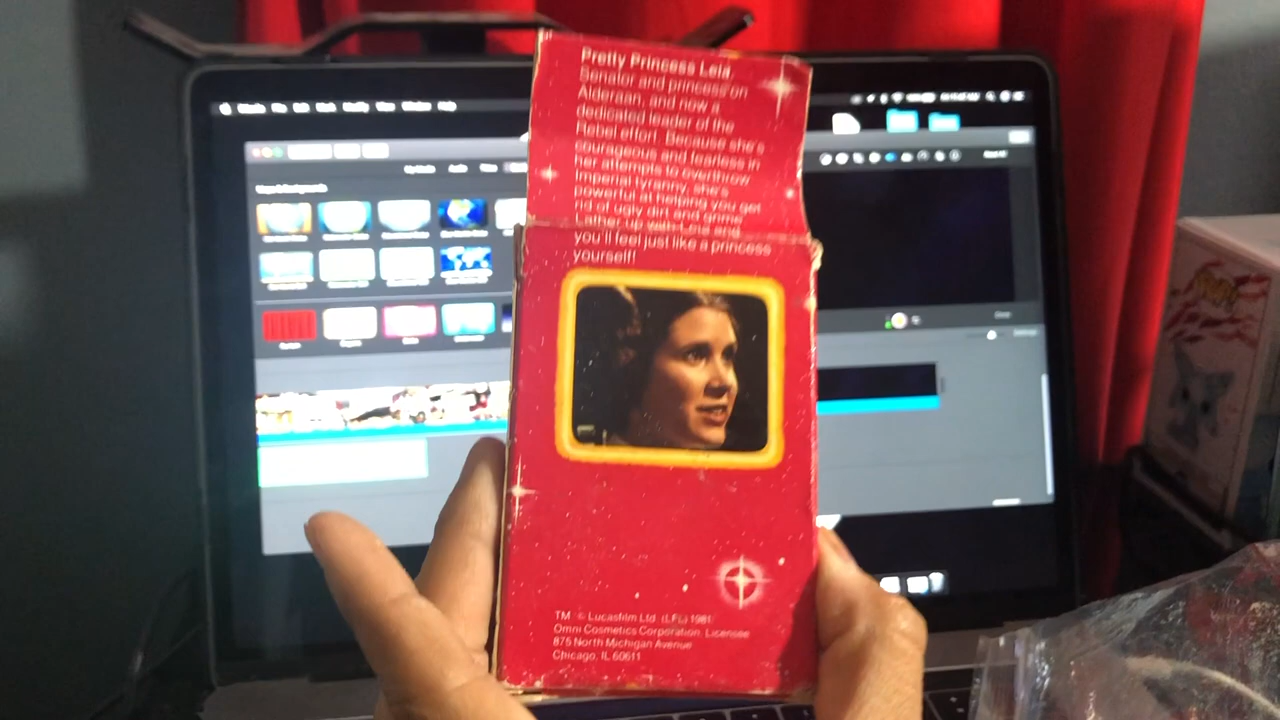 Pretty Princess Leia
Senator and princess on
Alderaan, and now a
dedicated leader of the
Rebel effort. Because she's
courageous and fearless in
her attempts to overthrow
Imperial tyranny, she's
powerful at helping you get
rid of ugly dirt and grime.
Lather up with she and
you'll feel just like a princess
yourself!
TM © Lucasfilm Ltd. (LFL) 1981
Omni Cosmetics Corporation, Licensee
875 North Michigan Avenue
Chicago, IL 60611